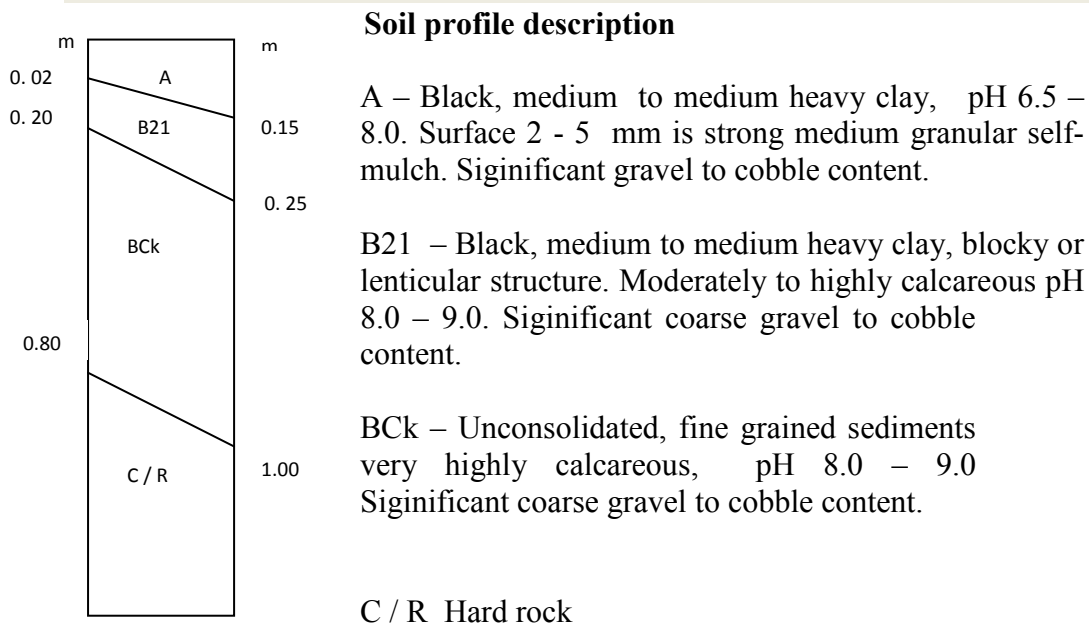 Soil profile description
m
m
0. 02
A
0. 20
B21
0.15
0. 25
BCk
0.80
C / R
1.00
A – Black, medium to medium heavy clay, pH 6.5 –
8.0. Surface 2 - 5 mm is strong medium granular self-
mulch. Siginificant gravel to cobble content.
B21 – Black, medium to medium heavy clay, blocky or
lenticular structure. Moderately to highly calcareous pH
8.0 – 9.0. Siginificant coarse gravel to cobble
content.
BCk – Unconsolidated, fine grained sediments
very highly calcareous, pH 8.0 – 9.0
Siginificant coarse gravel to cobble content.
C / R Hard rock